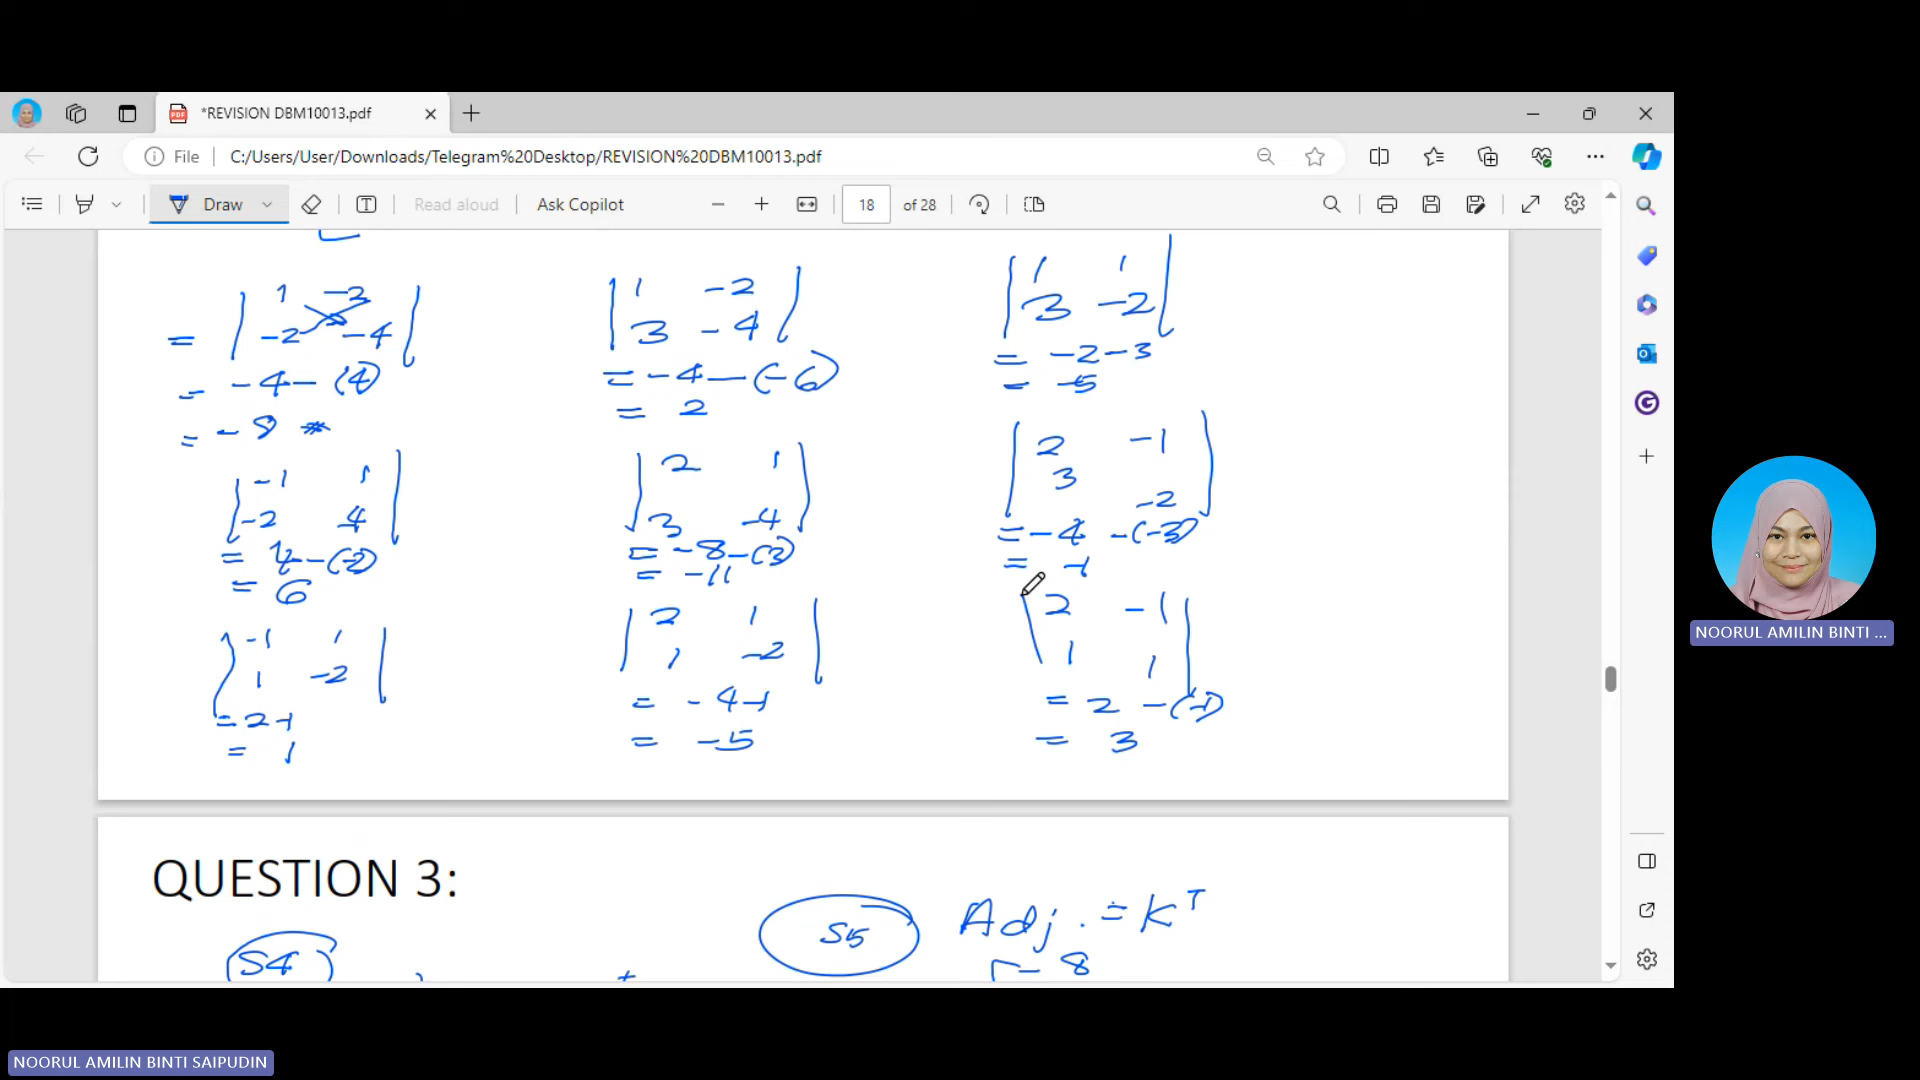 *REVISION DBM10013.pdf
File C:/Users/User/Downloads/Telegram%20Desktop/REVISION%20DBM10013.pdf
Draw Read aloud Ask Copilot 18 of 28
1 -2 1 -2 1 1
-2 -4 3 -4 3 -2
= -4 - (4) = -4 - (-6) = -2 - 3
= -8 = 2 = -5
-1 1 2 1 2 -1
-2 4 3 -4 3 -2
= 4 - (-2) = -8 - (3) = -4 - (-3)
= 6 = -11 = -1
-1 1 2 1 2 -1
1 -2 1 -2 1 1
= 2 - 1 = -4 - 1 = 2 - (-1)
= 1 = -5 = 3
QUESTION 3:
S4 S5 Adj. = K^T
- 8
NOORUL AMILIN BINTI ...
NOORUL AMILIN BINTI SAIPUDIN